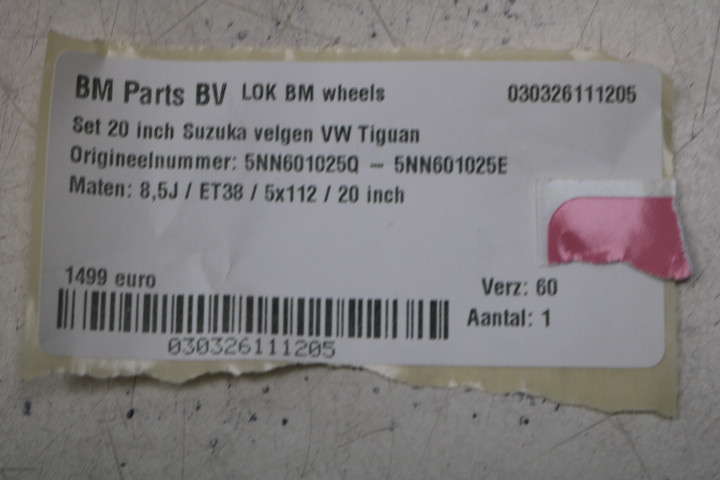 BM Parts BV LOK BM wheels 030326111205
Set 20 inch Suzuka velgen VW Tiguan
Origineelnummer: 5NN601025Q - 5NN601025E
Maten: 8,5J / ET38 / 5x112 / 20 inch
1499 euro
Verz: 60
Aantal: 1
030326111205